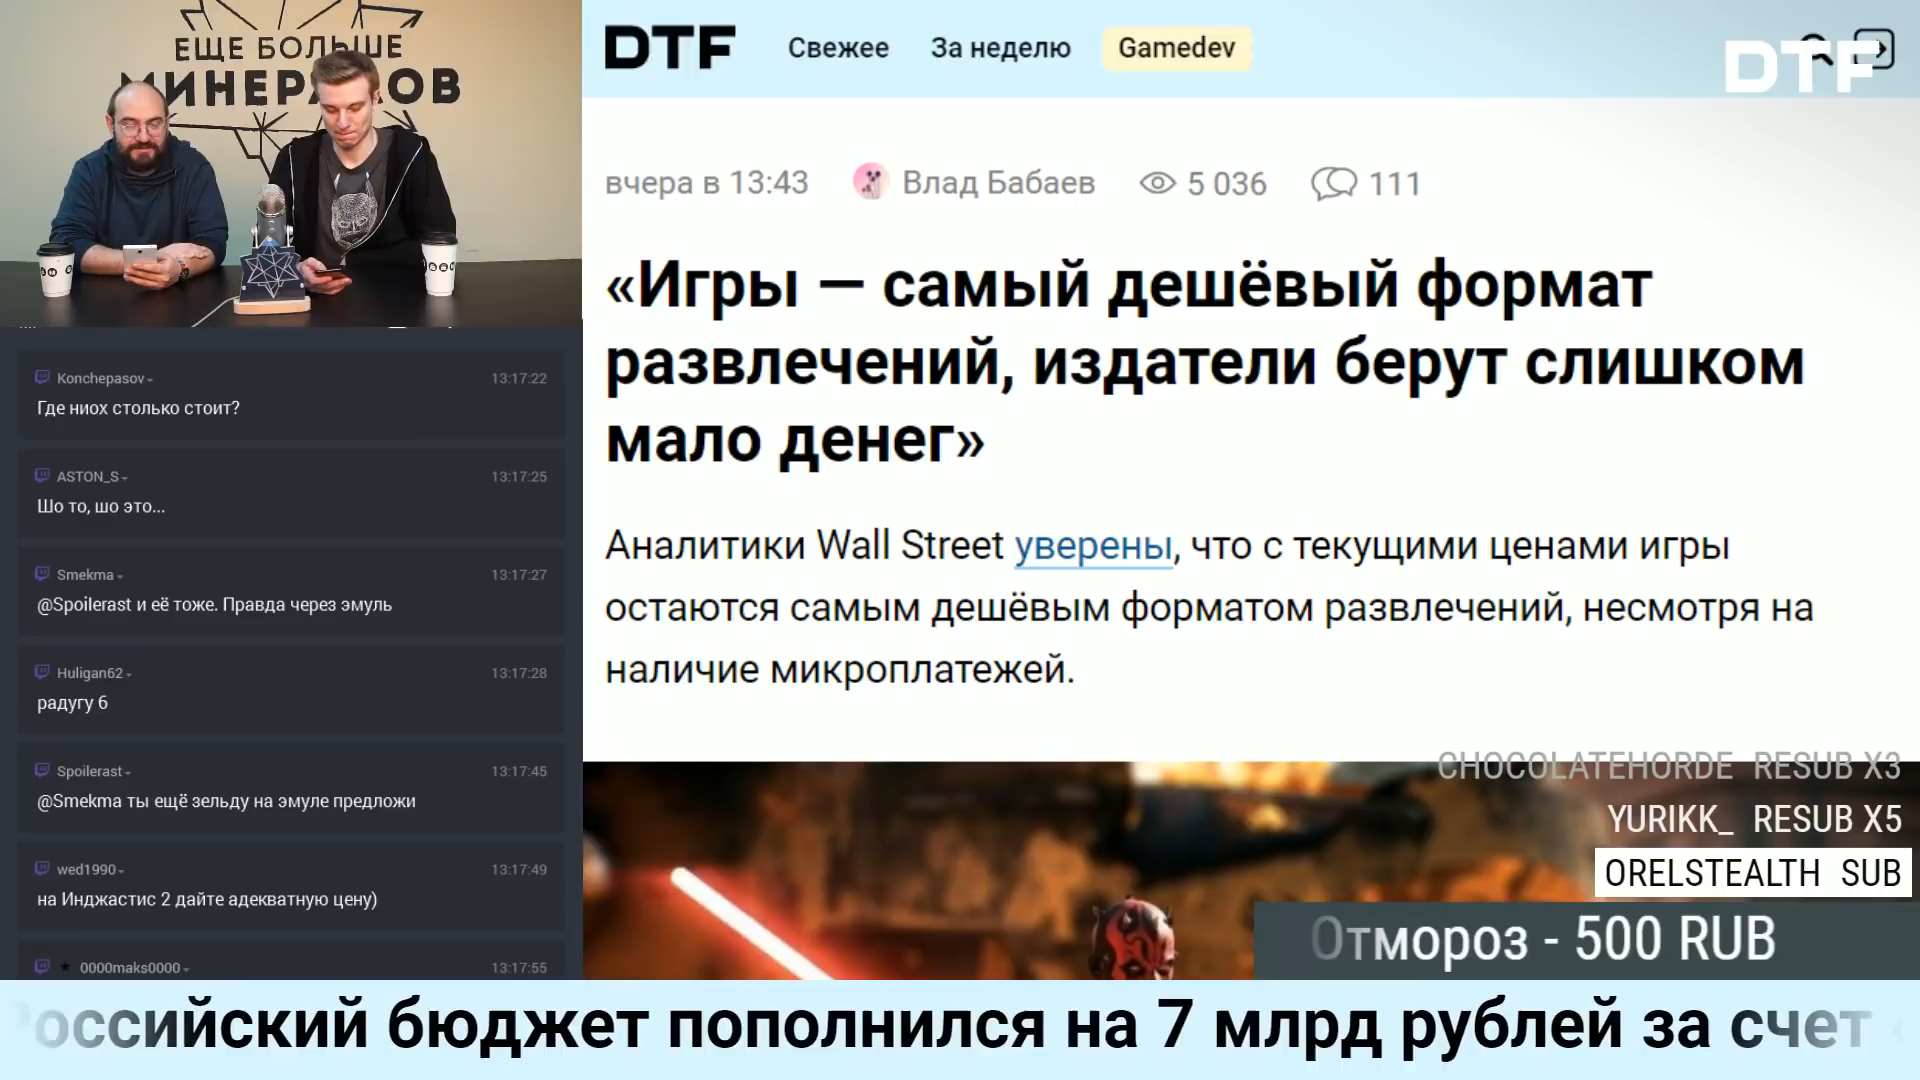 ЕЩЕ БОЛЬШЕ
МИНЕРАЛОВ
Konchepasov
13:17:22
Где ниох столько стоит?
ASTON_S
13:17:25
Шо то, шо это...
Smekma
13:17:27
@Spoilerast и её тоже. Правда через эмуль
Huligan62
13:17:28
радугу 6
Spoilerast
13:17:45
@Smekma ты ещё зельду на эмуле предложи
wed1990
13:17:49
на Инджастис 2 дайте адекватную цену)
0000maks0000
13:17:55
DTF
Свежее
За неделю
Gamedev
DTF
вчера в 13:43
Влад Бабаев
5 036
111
«Игры — самый дешёвый формат
развлечений, издатели берут слишком
мало денег»
Аналитики Wall Street уверены, что с текущими ценами игры
остаются самым дешёвым форматом развлечений, несмотря на
наличие микроплатежей.
CHOCOLATEHORDE RESUB X3
YURIKK_ RESUB X5
ORELSTEALTH SUB
Отмороз - 500 RUB
Российский бюджет пополнился на 7 млрд рублей за счет